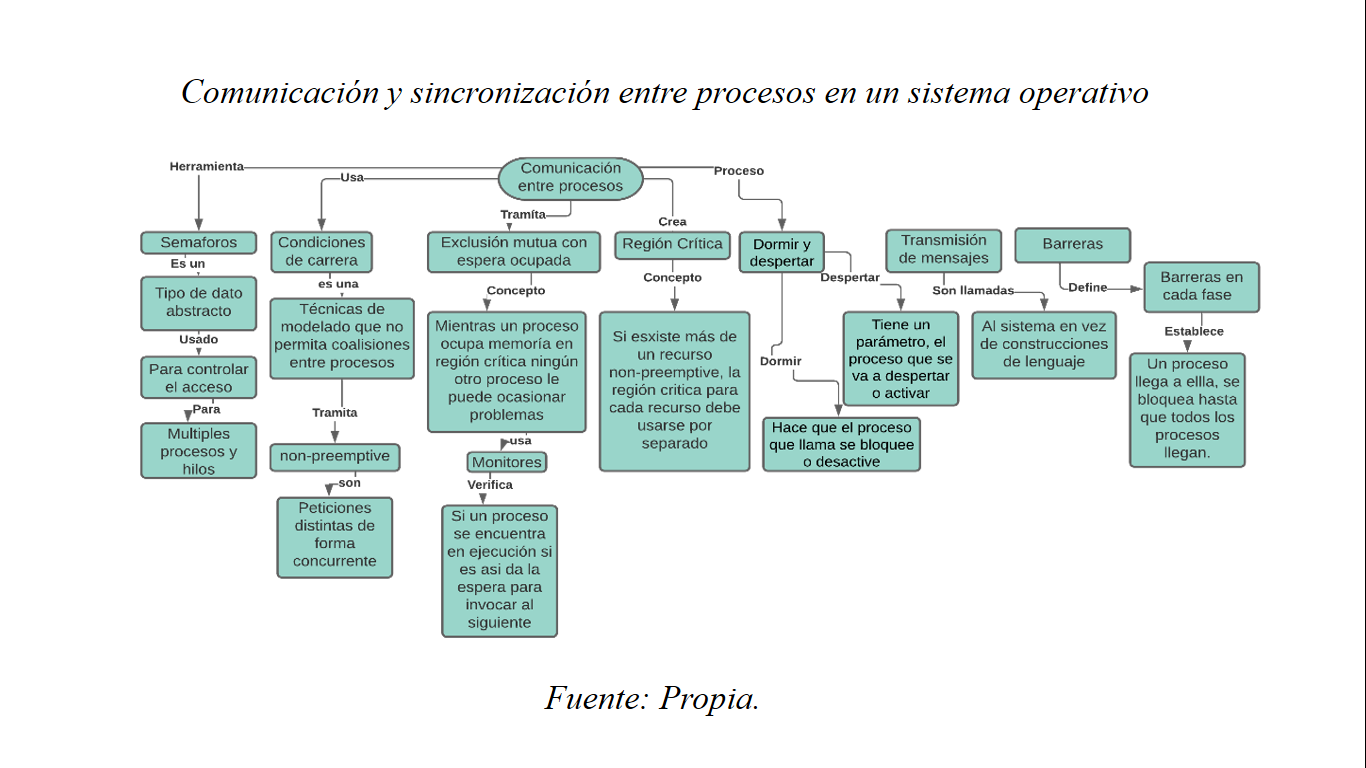 Comunicación y sincronización entre procesos en un sistema operativo
Comunicación
entre procesos
Herramienta
Semaforos
Es un
Tipo de dato
abstracto
Usado
Para controlar
el acceso
Para
Multiples
procesos y
hilos
Usa
Condiciones
de carrera
es una
Técnicas de
modelado que no
permita coalisiones
entre procesos
Tramita
non-preemptive
son
Peticiones
distintas de
forma
concurrente
Tramíta
Exclusión mutua con
espera ocupada
Concepto
Mientras un proceso
ocupa memoría en
región crítica ningún
otro proceso le
puede ocasionar
problemas
usa
Monitores
Verifica
Si un proceso
se encuentra
en ejecución si
es asi da la
espera para
invocar al
siguiente
Crea
Región Crítica
Concepto
Si esxiste más de
un recurso
non-preemptive, la
región critica para
cada recurso debe
usarse por
separado
Proceso
Dormir y
despertar
Dormir
Hace que el proceso
que llama se bloquee
o desactive
Despertar
Tiene un
parámetro, el
proceso que se
va a despertar
o activar
Transmisión
de mensajes
Son llamadas
Al sistema en vez
de construcciones
de lenguaje
Barreras
Define
Barreras en
cada fase
Establece
Un proceso
llega a ellla, se
bloquea hasta
que todos los
procesos
llegan.
Fuente: Propia.